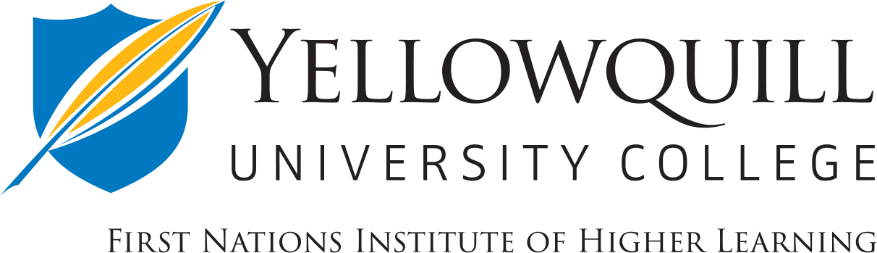 YELLOWQUILL
UNIVERSITY COLLEGE
FIRST NATIONS INSTITUTE OF HIGHER LEARNING